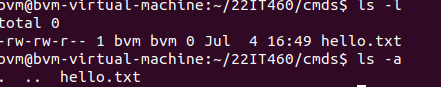 bvm@bvm-virtual-machine:~/22IT460/cmds$ ls -l
total 0
-rw-rw-r-- 1 bvm bvm 0 Jul  4 16:49 hello.txt
bvm@bvm-virtual-machine:~/22IT460/cmds$ ls -a
.  ..  hello.txt